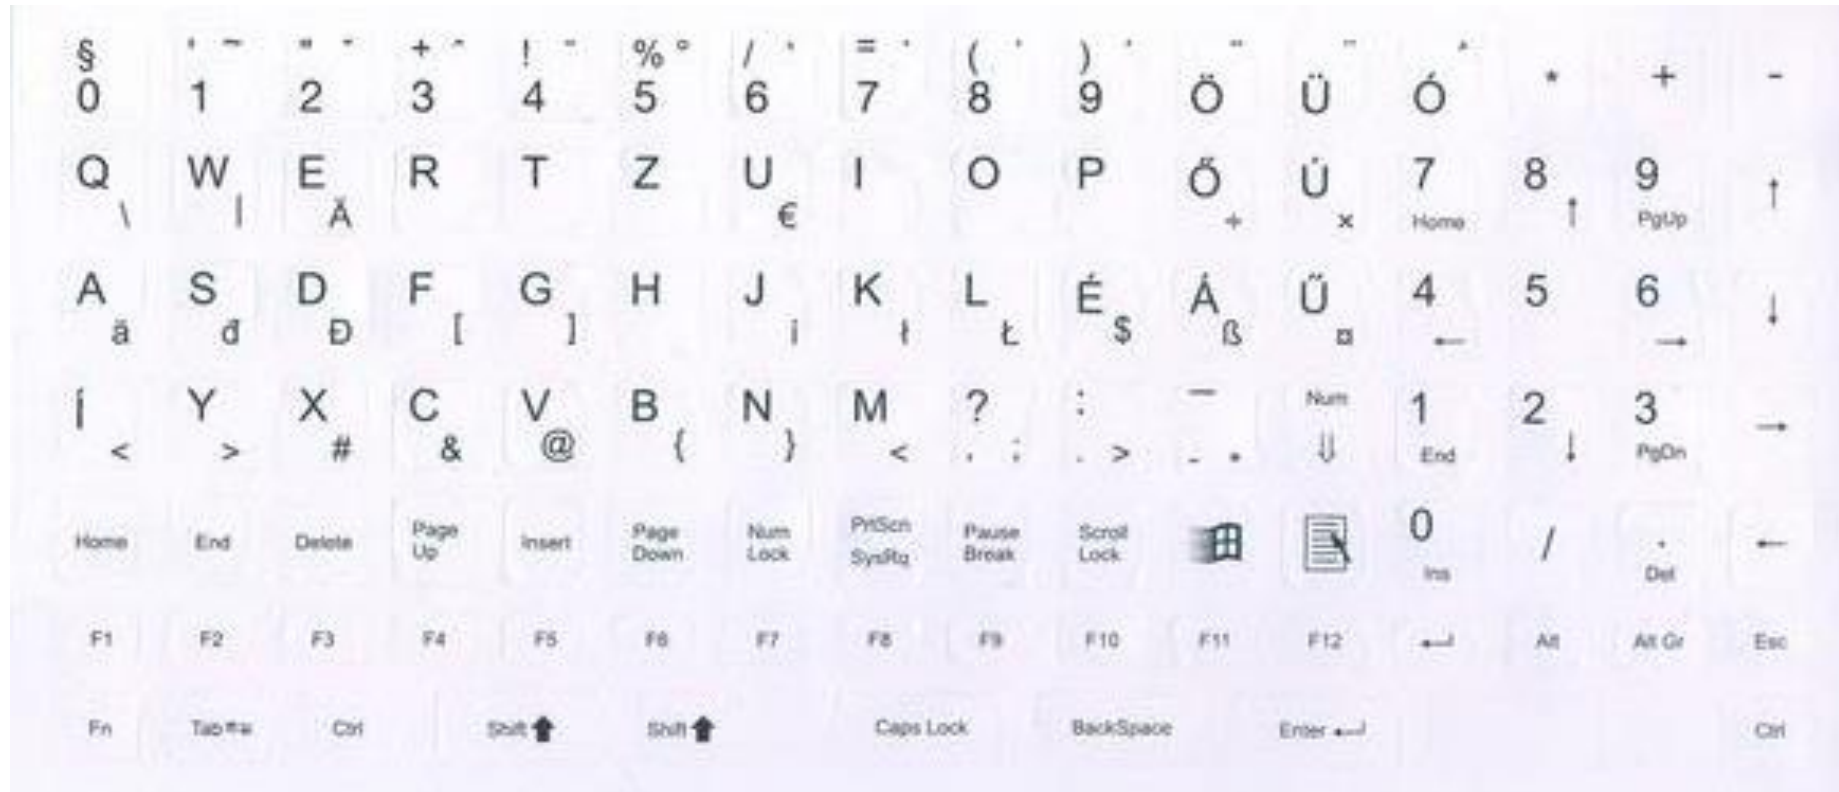 § ' ~ " ˇ + ^ ! ˘ % ° / ˛ = ` ( ˙ ) ´ ˝ ¨ ¸
0 1 2 3 4 5 6 7 8 9 Ö Ü Ó * + -
Q W E R T Z U I O P Ő Ú 7 8 9 ↑
\ | Ä € ÷ × Home ↑ PgUp
A S D F G H J K L É Á Ű 4 5 6 ↓
ä đ Đ [ ] í ł Ł $ ß ¤ ← →
Í Y X C V B N M ? : _ Num 1 2 3 →
< > # & @ { } < , ; . > - * ⇓ End ↓ PgDn
Home End Delete Page Up Insert Page Down Num Lock PrtScn SysRq Pause Break Scroll Lock 0 Ins / . Del ←
F1 F2 F3 F4 F5 F6 F7 F8 F9 F10 F11 F12 ↵ Alt Alt Gr Esc
Fn Tab Ctrl Shift Shift Caps Lock BackSpace Enter ↵ Ctrl